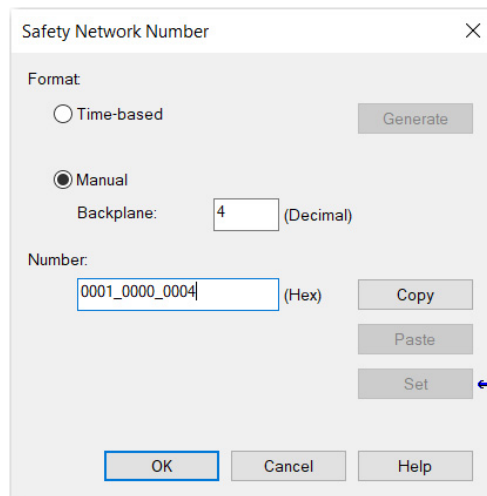 Safety Network Number
Format:
Time-based
Generate
Manual
Backplane: 4 (Decimal)
Number:
0001_0000_0004 (Hex) Copy
Paste
Set
OK Cancel Help